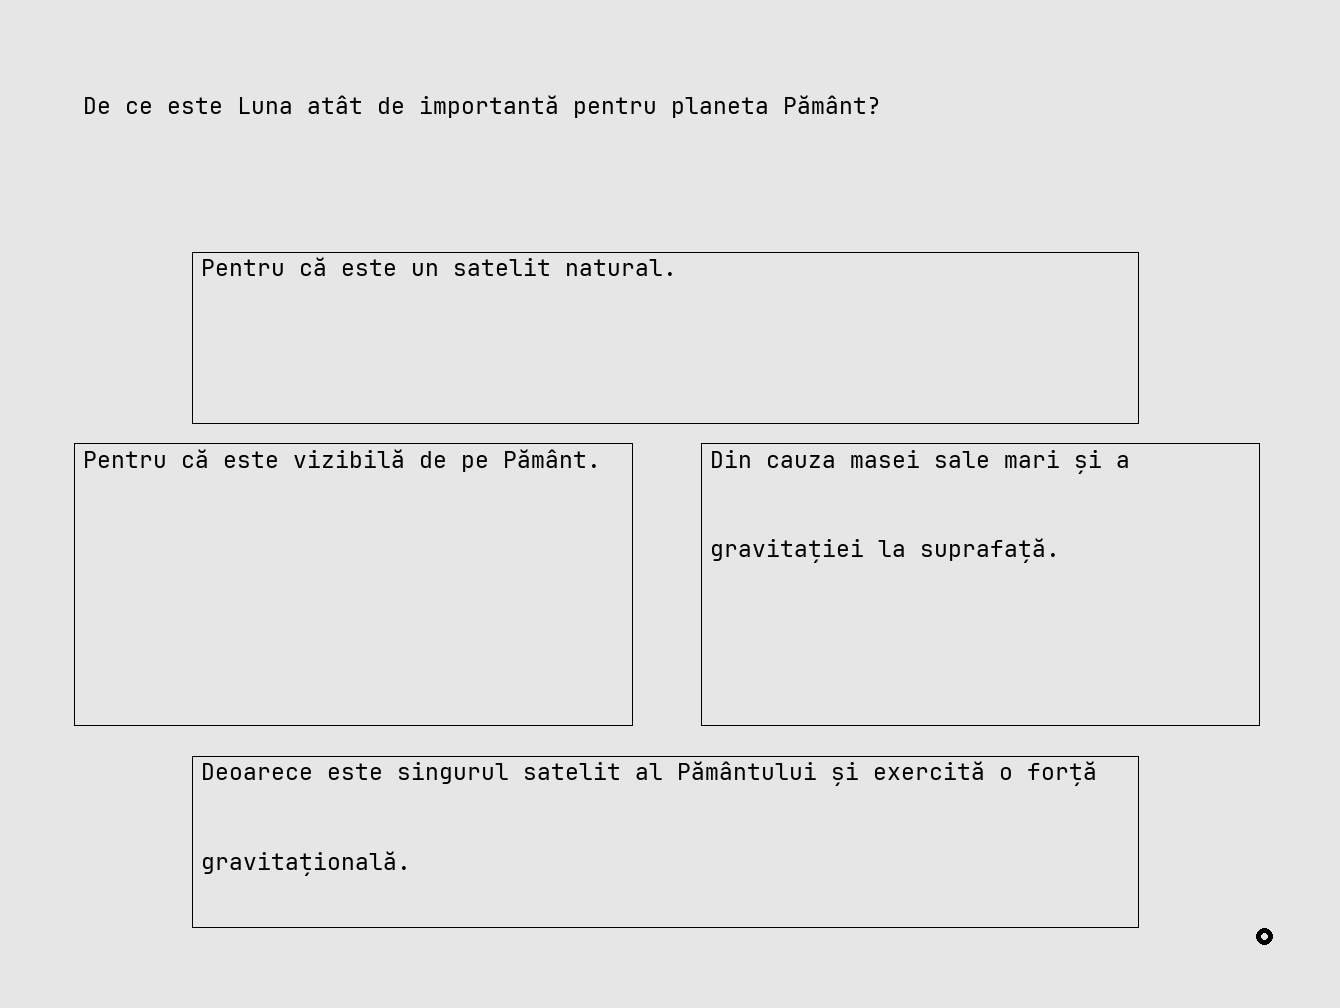 De ce este Luna atât de importantă pentru planeta Pământ?
Pentru că este un satelit natural.
Pentru că este vizibilă de pe Pământ.
Din cauza masei sale mari și a
gravitației la suprafață.
Deoarece este singurul satelit al Pământului și exercită o forță
gravitațională.